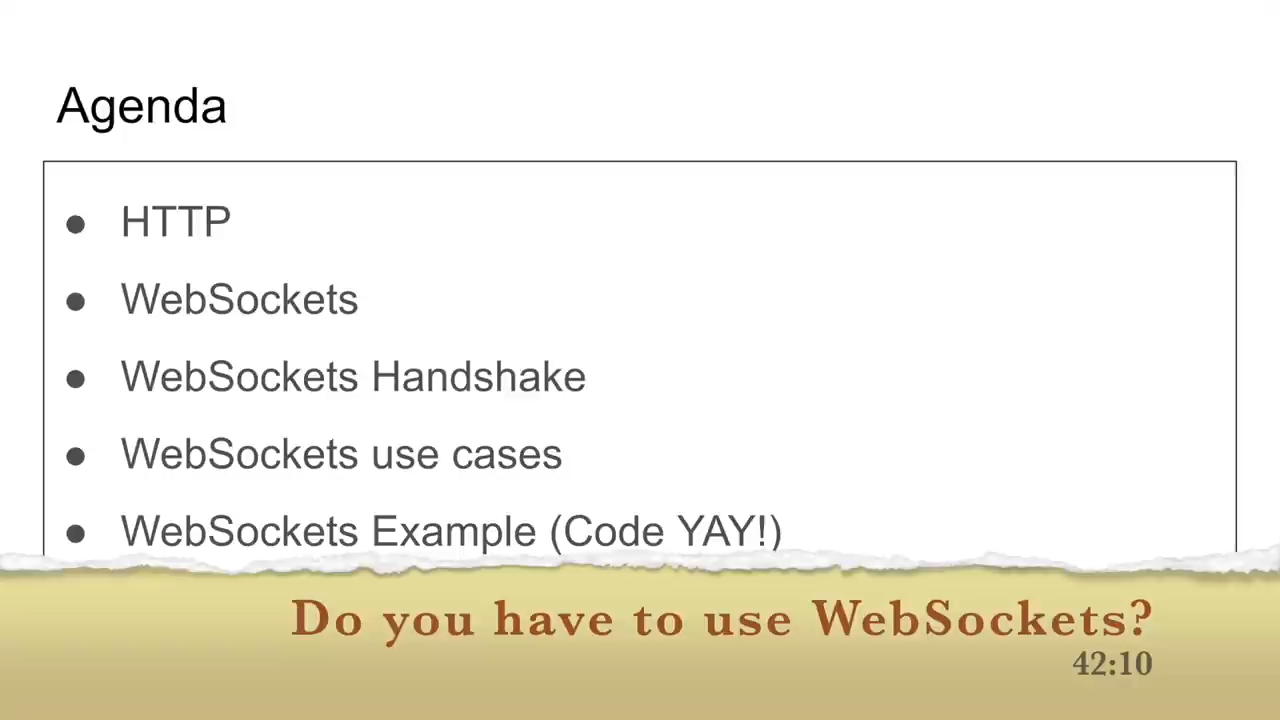 Agenda
● HTTP
● WebSockets
● WebSockets Handshake
● WebSockets use cases
● WebSockets Example (Code YAY!)
Do you have to use WebSockets?
42:10